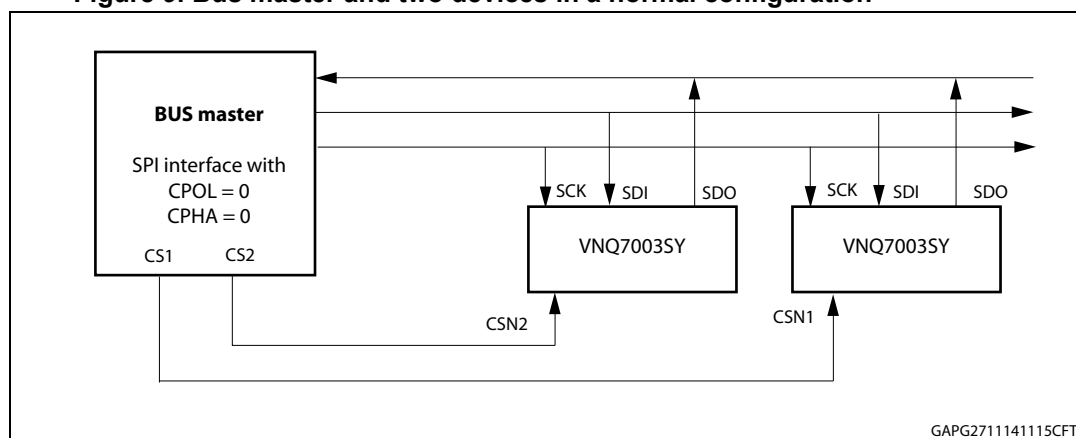 Figure Bus master and two devices in a normal configuration
BUS master
SPI interface with
CPOL = 0
CPHA = 0
CS1 CS2
SCK SDI SDO
SCK SDI SDO
VNQ7003SY
VNQ7003SY
CSN2
CSN1
GAPG2711141115CFT